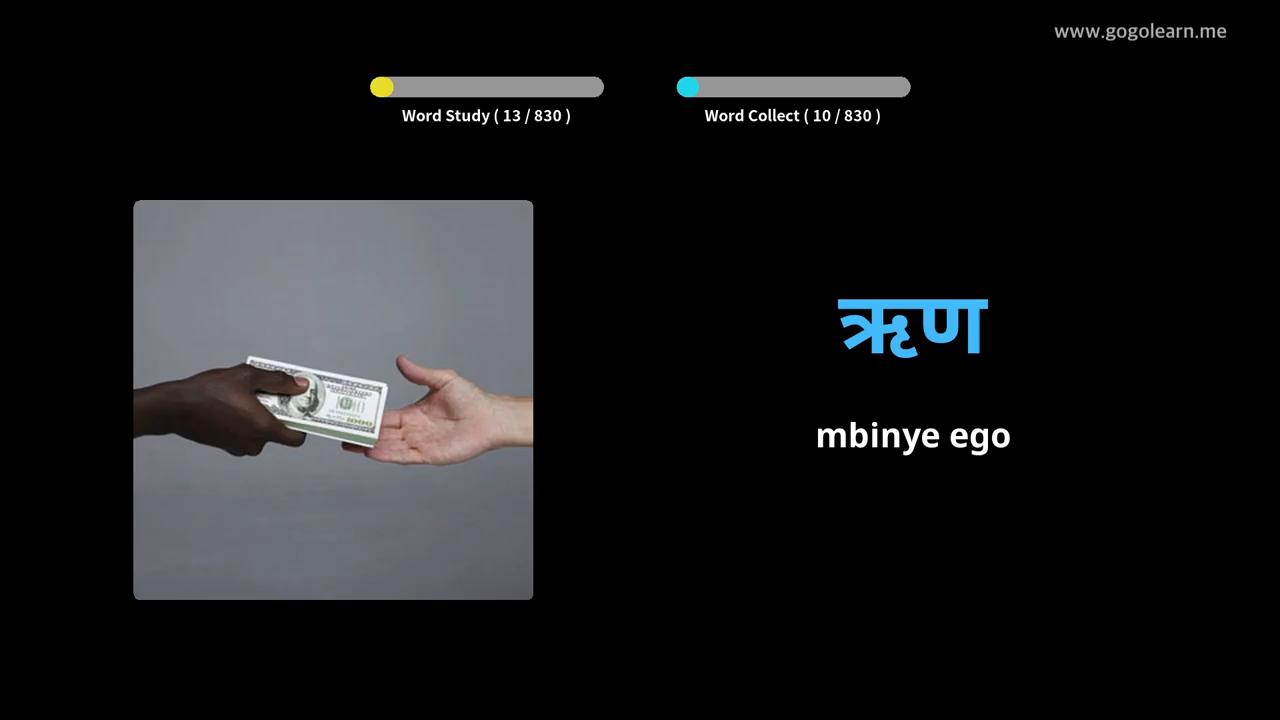 www.gogolearn.me
Word Study ( 13 / 830 )
Word Collect ( 10 / 830 )
ऋण
mbinye ego